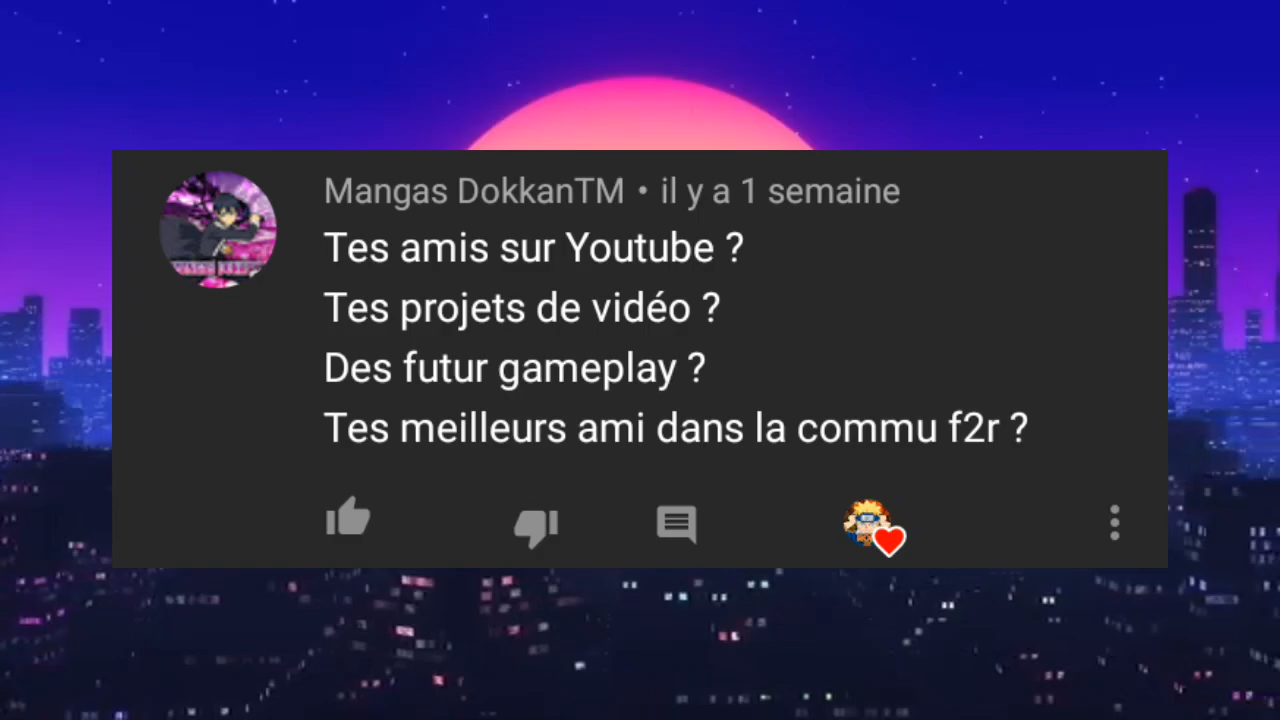 Mangas DokkanTM • il y a 1 semaine
Tes amis sur Youtube ?
Tes projets de vidéo ?
Des futur gameplay ?
Tes meilleurs ami dans la commu f2r ?